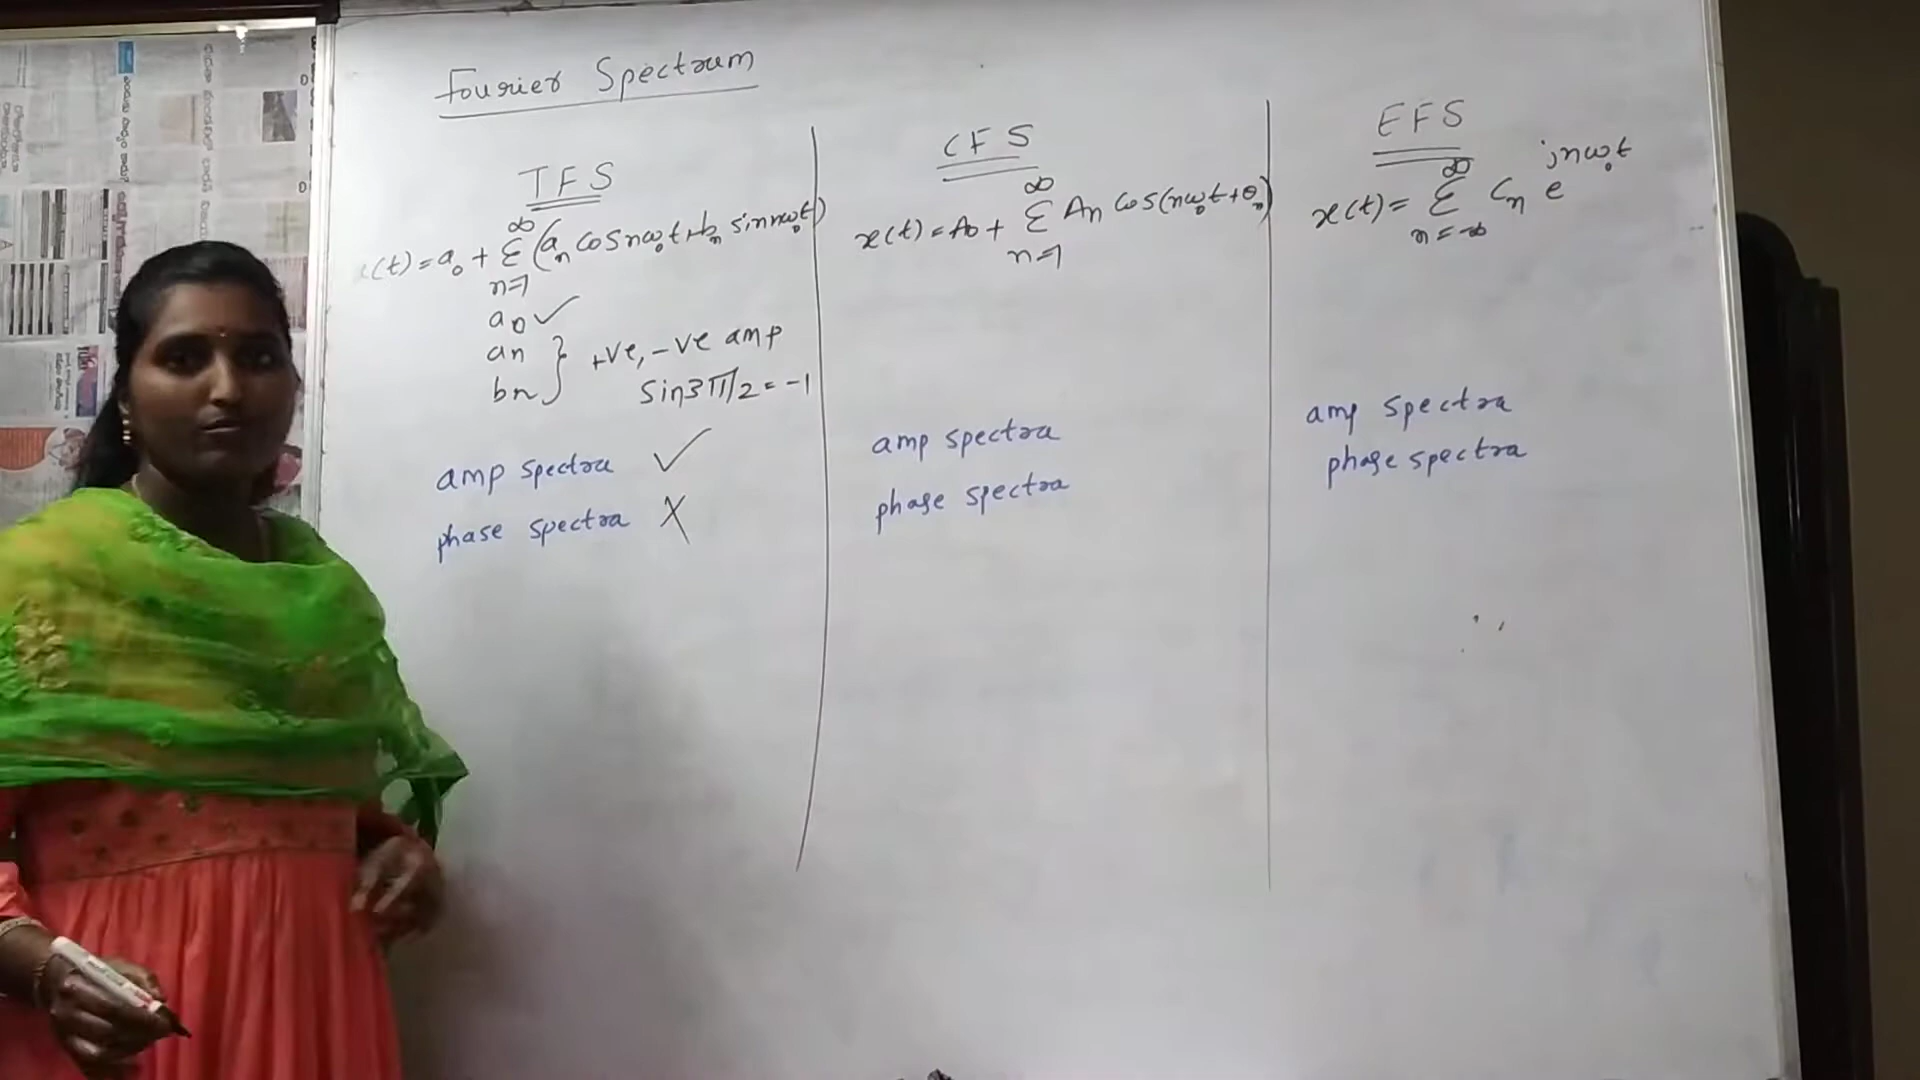 Fourier Spectrum
TFS
x(t) = a₀ + ∞ Σ n=1 (aₙ cos nω₀t + bₙ sin nω₀t)
a₀ ✓
an
bn } +ve, -ve amp
sin3π/2 = -1
amp spectra ✓
phase spectra X
CFS
x(t) = A₀ + ∞ Σ n=1 An cos(nω₀t + θₙ)
amp spectra
phase spectra
EFS
x(t) = ∞ Σ n=-∞ Cₙ e^jnω₀t
amp spectra
phase spectra